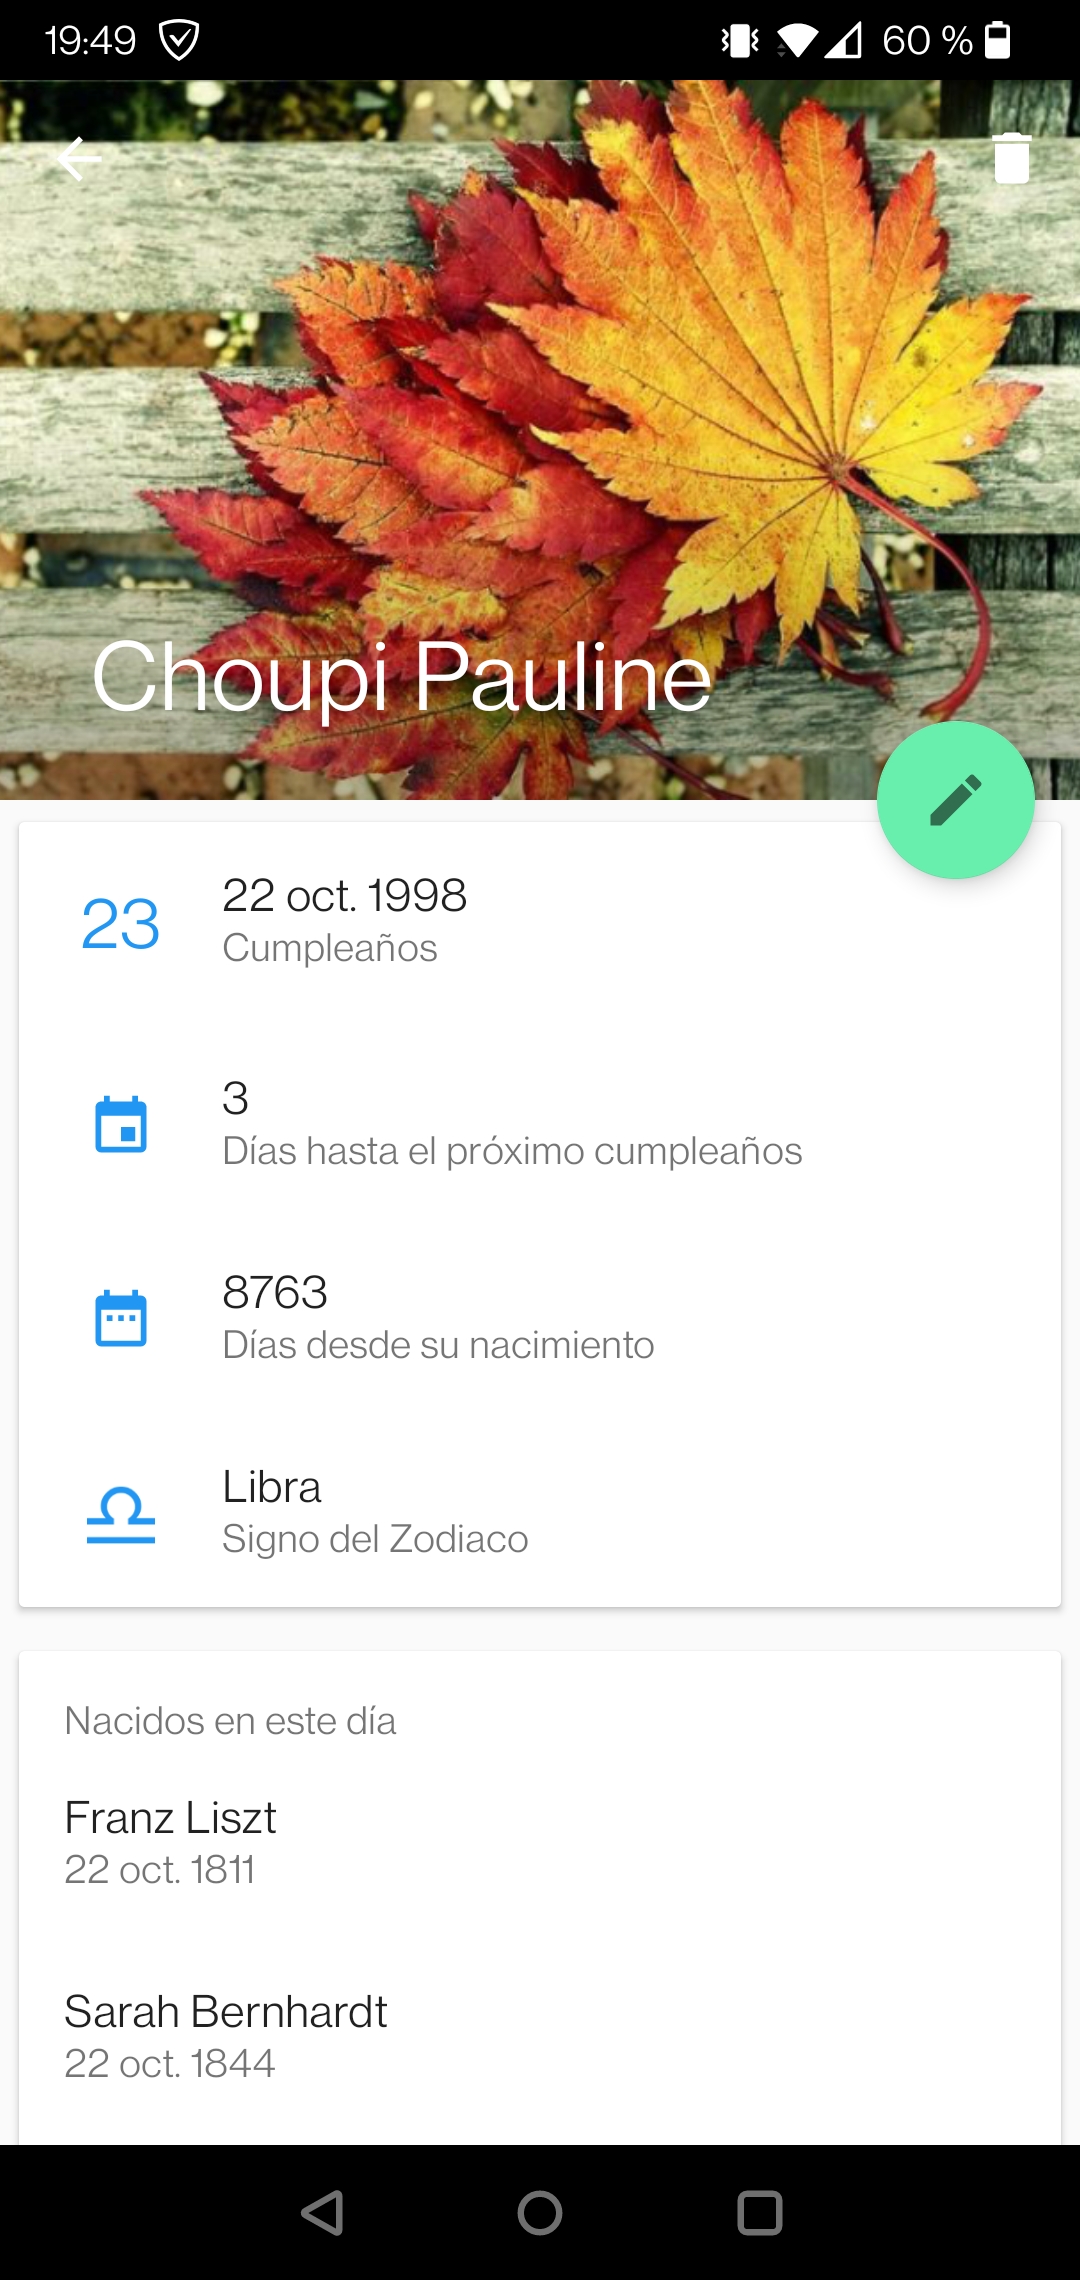 19:49
60 %
Choupi Pauline
23
22 oct. 1998
Cumpleaños
3
Días hasta el próximo cumpleaños
8763
Días desde su nacimiento
Libra
Signo del Zodiaco
Nacidos en este día
Franz Liszt
22 oct. 1811
Sarah Bernhardt
22 oct. 1844